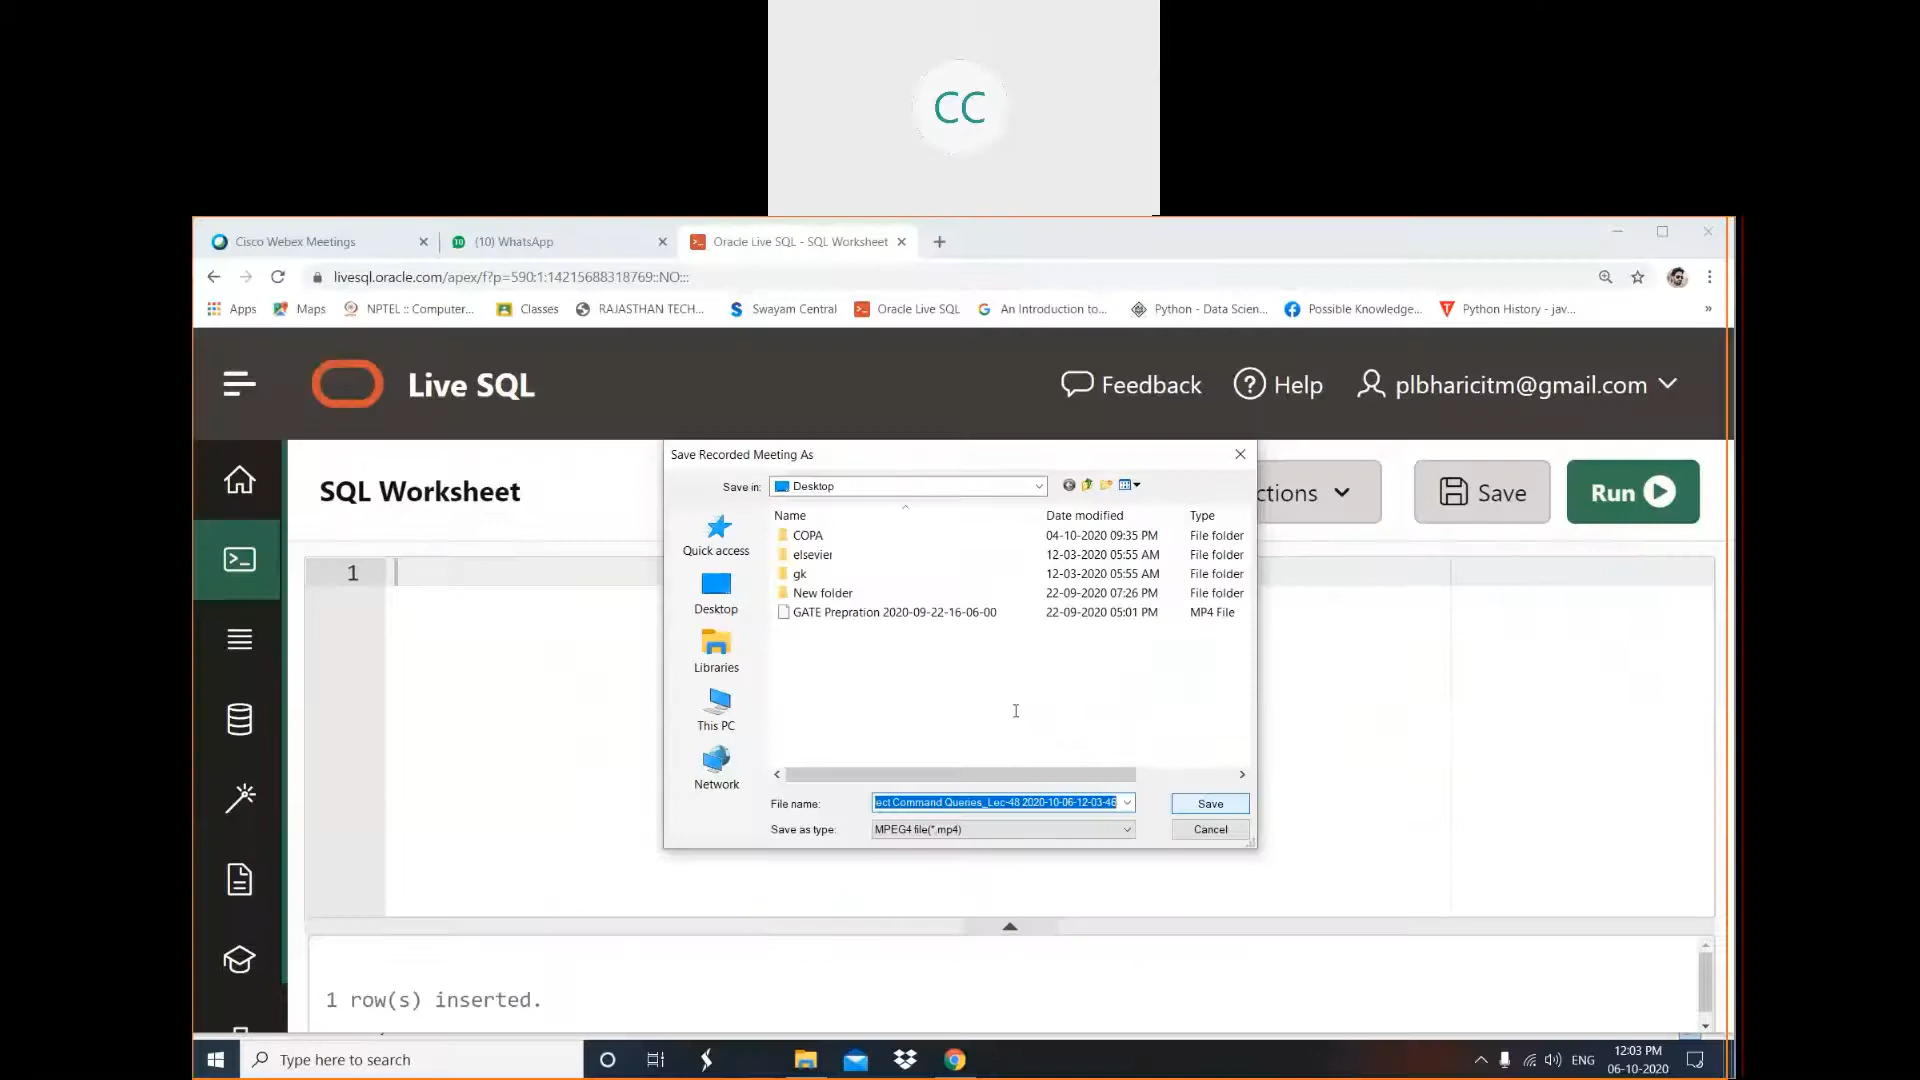 CC
Cisco Webex Meetings
10 (10) WhatsApp
Oracle Live SQL - SQL Worksheet
livesql.oracle.com/apex/f?p=590:1:14215688318769::NO:::
Apps Maps NPTEL :: Computer... Classes RAJASTHAN TECH... Swayam Central Oracle Live SQL An Introduction to... Python - Data Scien... Possible Knowledge... Python History - jav... »
Live SQL
Feedback Help plbharicitm@gmail.com
SQL Worksheet
ctions Save Run
Save Recorded Meeting As
Save in: Desktop
Name Date modified Type
COPA 04-10-2020 09:35 PM File folder
elsevier 12-03-2020 05:55 AM File folder
gk 12-03-2020 05:55 AM File folder
New folder 22-09-2020 07:26 PM File folder
GATE Prepration 2020-09-22-16-06-00 22-09-2020 05:01 PM MP4 File
Quick access
Desktop
Libraries
This PC
Network
File name: ect Command Queries_Lec-48 2020-10-06-12-03-48 Save
Save as type: MPEG4 file(*.mp4) Cancel
1
1 row(s) inserted.
Type here to search
ENG
12:03 PM
06-10-2020